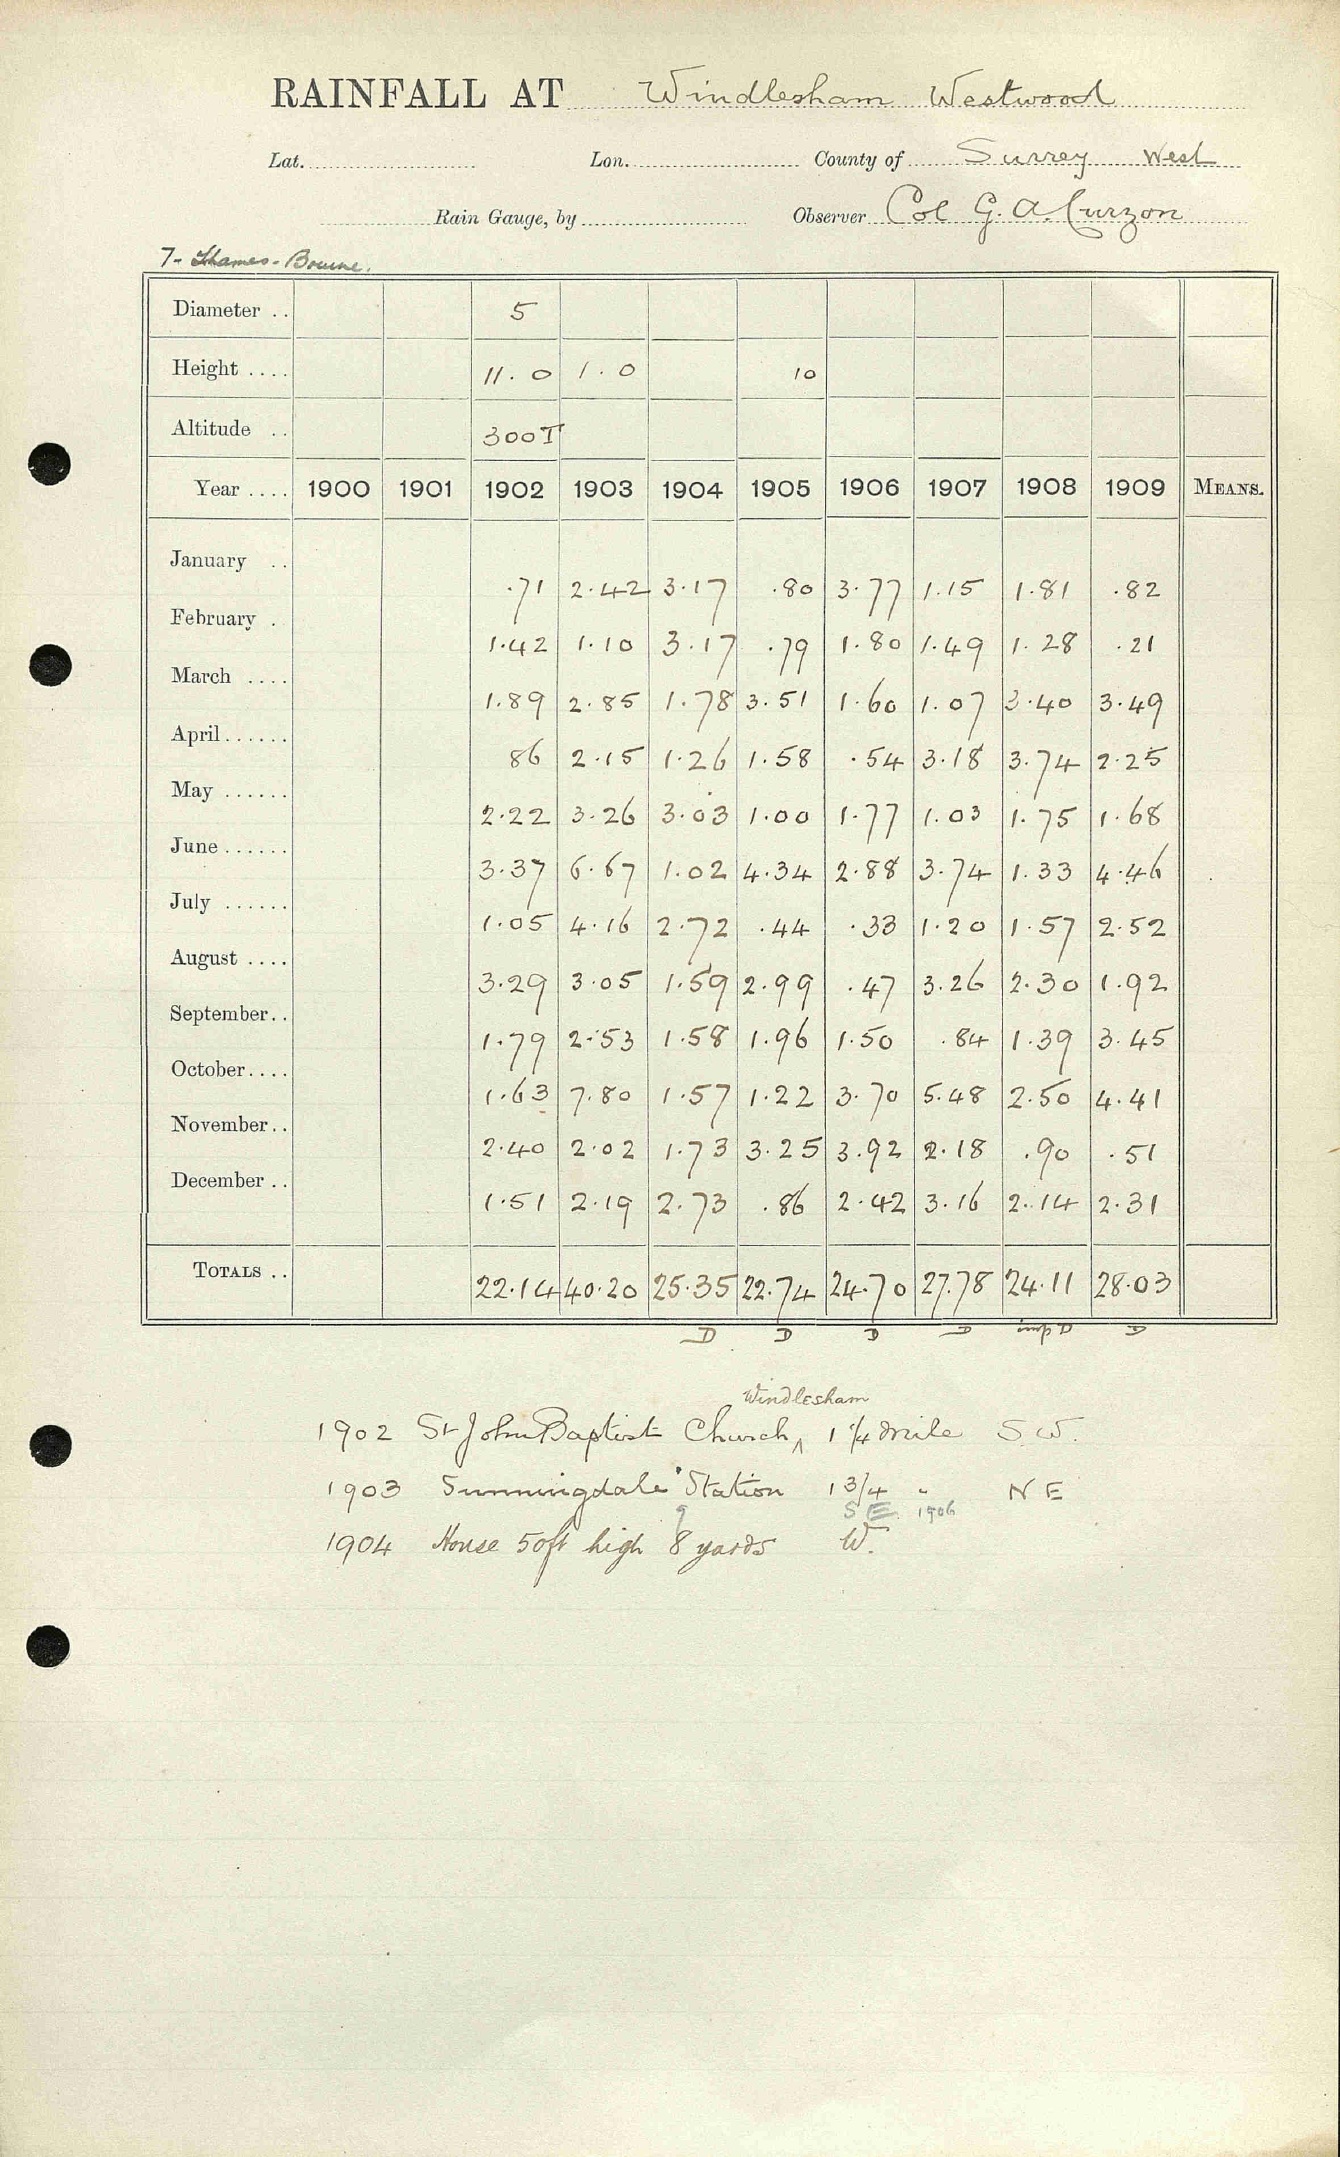 RAINFALL AT Windlesham Westwood
Lat. Lon. County of Surrey West
Rain Gauge, by Observer Col G. A. Curzon
7- Thames - Bourne.
Diameter .. 5
Height .... 11. 0 1. 0 10
Altitude .. 300T
Year .... 1900 1901 1902 1903 1904 1905 1906 1907 1908 1909 MEANS.
January .. .71 2.42 3.17 .80 3.77 1.15 1.81 .82
February . 1.42 1.10 3.17 .79 1.80 1.49 1.28 .21
March .... 1.89 2.85 1.78 3.51 1.60 1.07 3.40 3.49
April...... 86 2.15 1.26 1.58 .54 3.18 3.74 2.25
May ...... 2.22 3.26 3.03 1.00 1.77 1.03 1.75 1.68
June ...... 3.37 6.67 1.02 4.34 2.88 3.74 1.33 4.46
July ...... 1.05 4.16 2.72 .44 .33 1.20 1.57 2.52
August .... 3.29 3.05 1.59 2.99 .47 3.26 2.30 1.92
September.. 1.79 2.53 1.58 1.96 1.50 .84 1.39 3.45
October.... 1.63 7.80 1.57 1.22 3.70 5.48 2.50 4.41
November.. 2.40 2.02 1.73 3.25 3.92 2.18 .90 .51
December .. 1.51 2.19 2.73 .86 2.42 3.16 2.14 2.31
TOTALS .. 22.14 40.20 25.35 22.74 24.70 27.78 24.11 28.03
D D D D imp D D
Windlesham
1902 St John Baptist Church ^ 1 1/4 mile S.W.
1903 Sunningdale Station 1 3/4 " N E
9 S E. 1906
1904 House 50ft high 8 yards W.